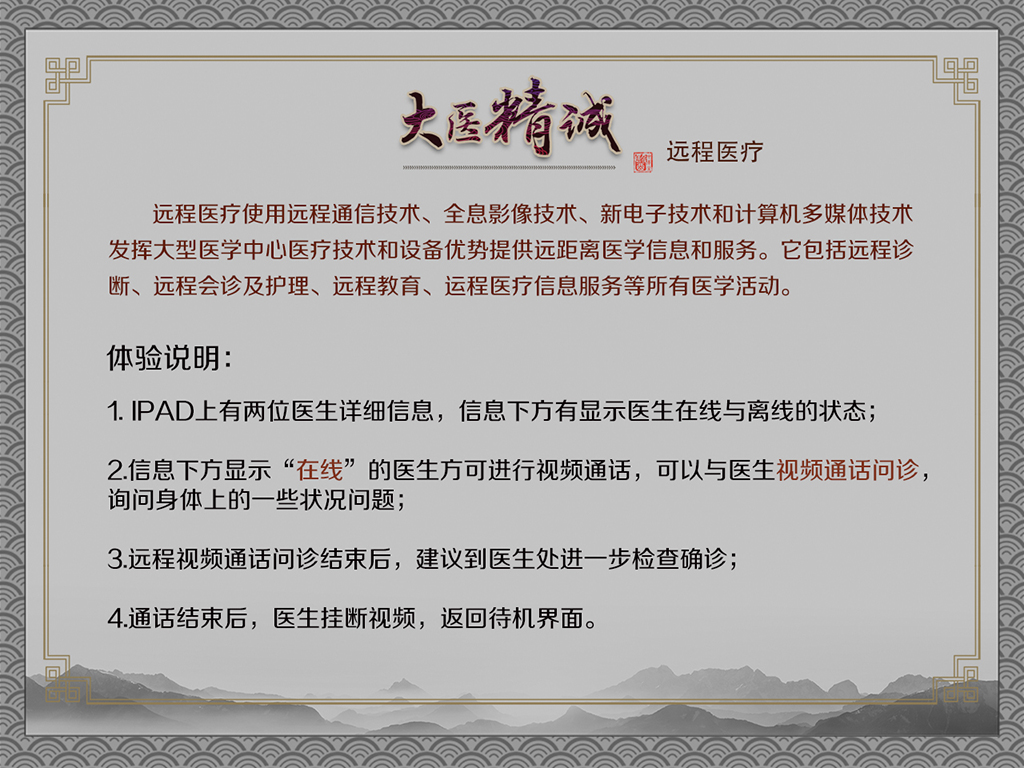 大医精诚
远程医疗
远程医疗使用远程通信技术、全息影像技术、新电子技术和计算机多媒体技术
发挥大型医学中心医疗技术和设备优势提供远距离医学信息和服务。它包括远程诊
断、远程会诊及护理、远程教育、运程医疗信息服务等所有医学活动。
体验说明：
1. IPAD上有两位医生详细信息，信息下方有显示医生在线与离线的状态；
2.信息下方显示“在线”的医生方可进行视频通话，可以与医生视频通话问诊，
询问身体上的一些状况问题；
3.远程视频通话问诊结束后，建议到医生处进一步检查确诊；
4.通话结束后，医生挂断视频，返回待机界面。